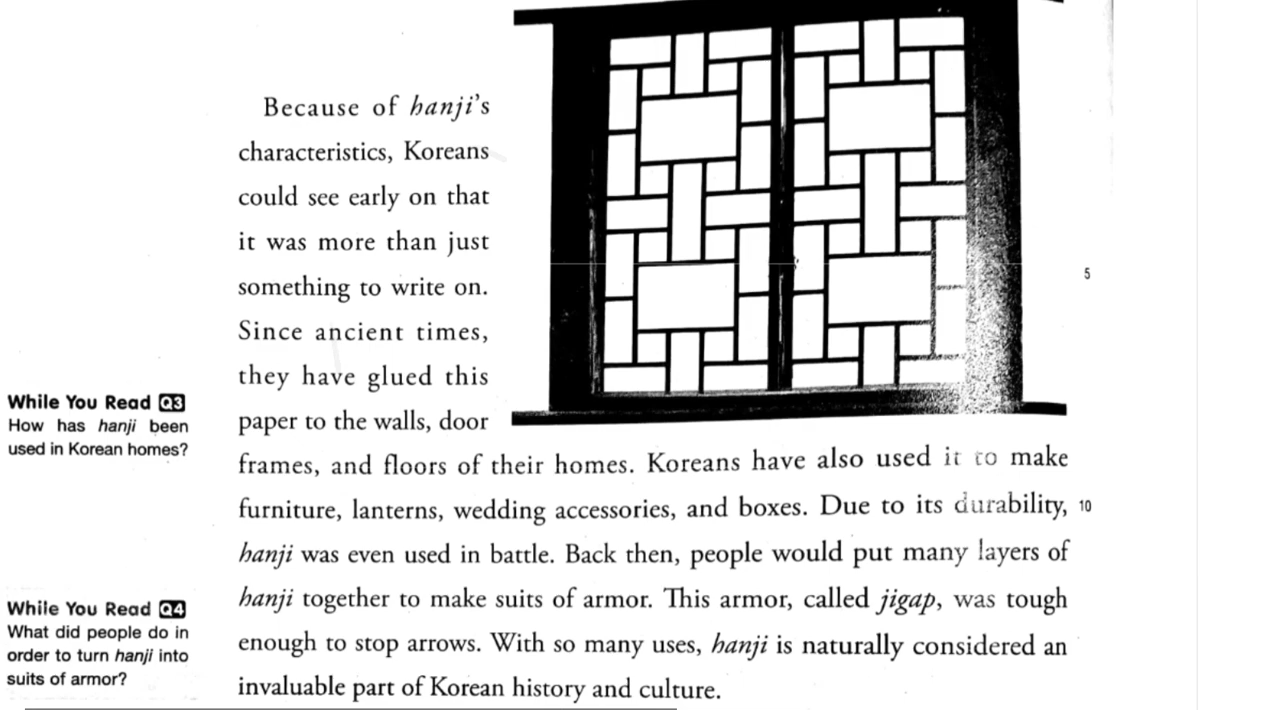 Because of hanji's
characteristics, Koreans
could see early on that
it was more than just
something to write on.
Since ancient times,
they have glued this
paper to the walls, door
frames, and floors of their homes. Koreans have also used it to make
furniture, lanterns, wedding accessories, and boxes. Due to its durability,
hanji was even used in battle. Back then, people would put many layers of
hanji together to make suits of armor. This armor, called jigap, was tough
enough to stop arrows. With so many uses, hanji is naturally considered an
invaluable part of Korean history and culture.
5
10
While You Read Q3
How has hanji been
used in Korean homes?
While You Read Q4
What did people do in
order to turn hanji into
suits of armor?